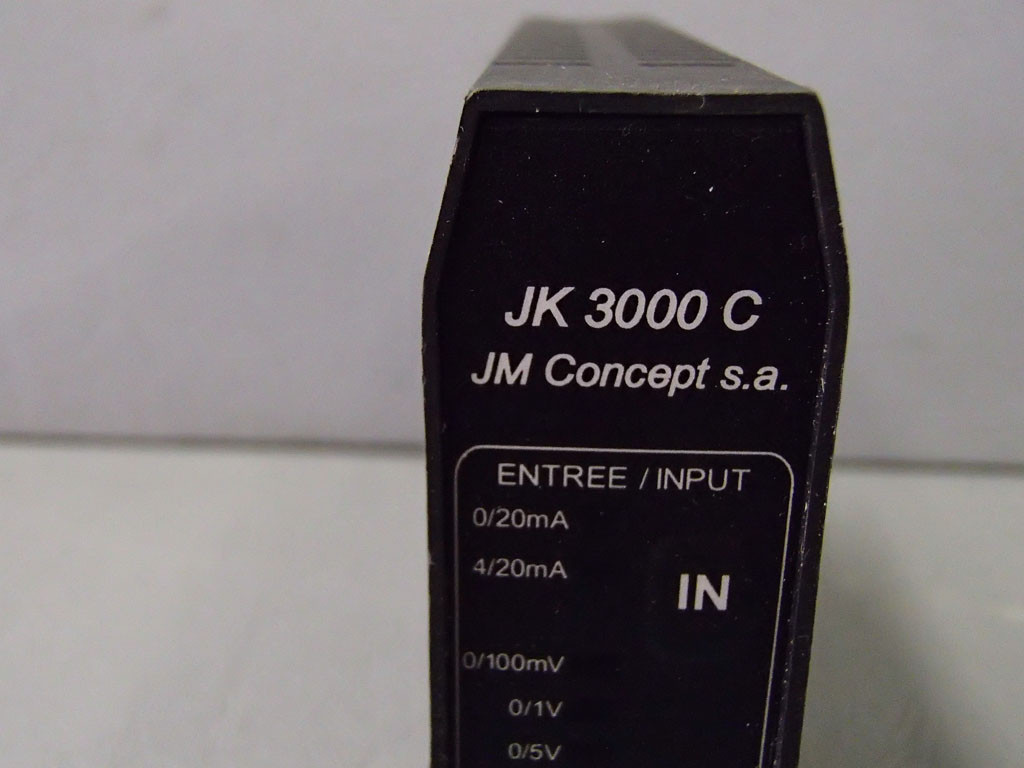 JK 3000 C
JM Concept s.a.
ENTREE / INPUT
0/20mA
4/20mA
IN
0/100mV
0/1V
0/5V